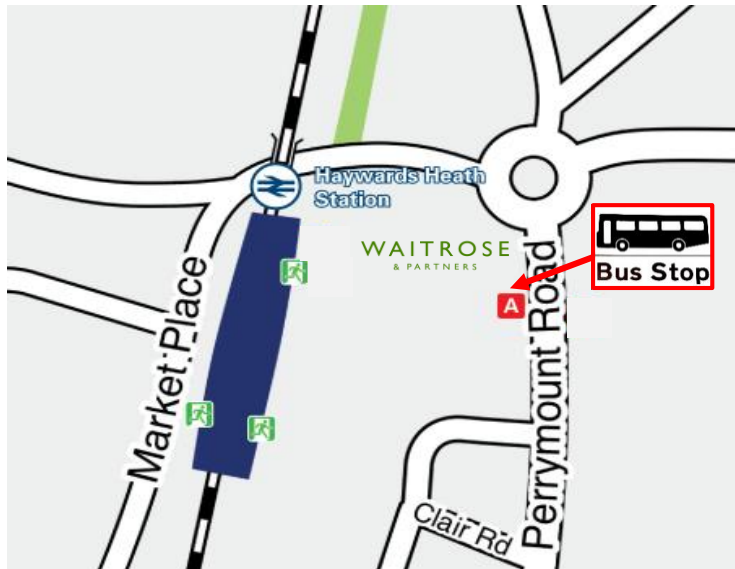 Haywards Heath
Station
WAITROSE
& PARTNERS
Bus Stop
A
Market Place
Perrymount Road
Clair Rd